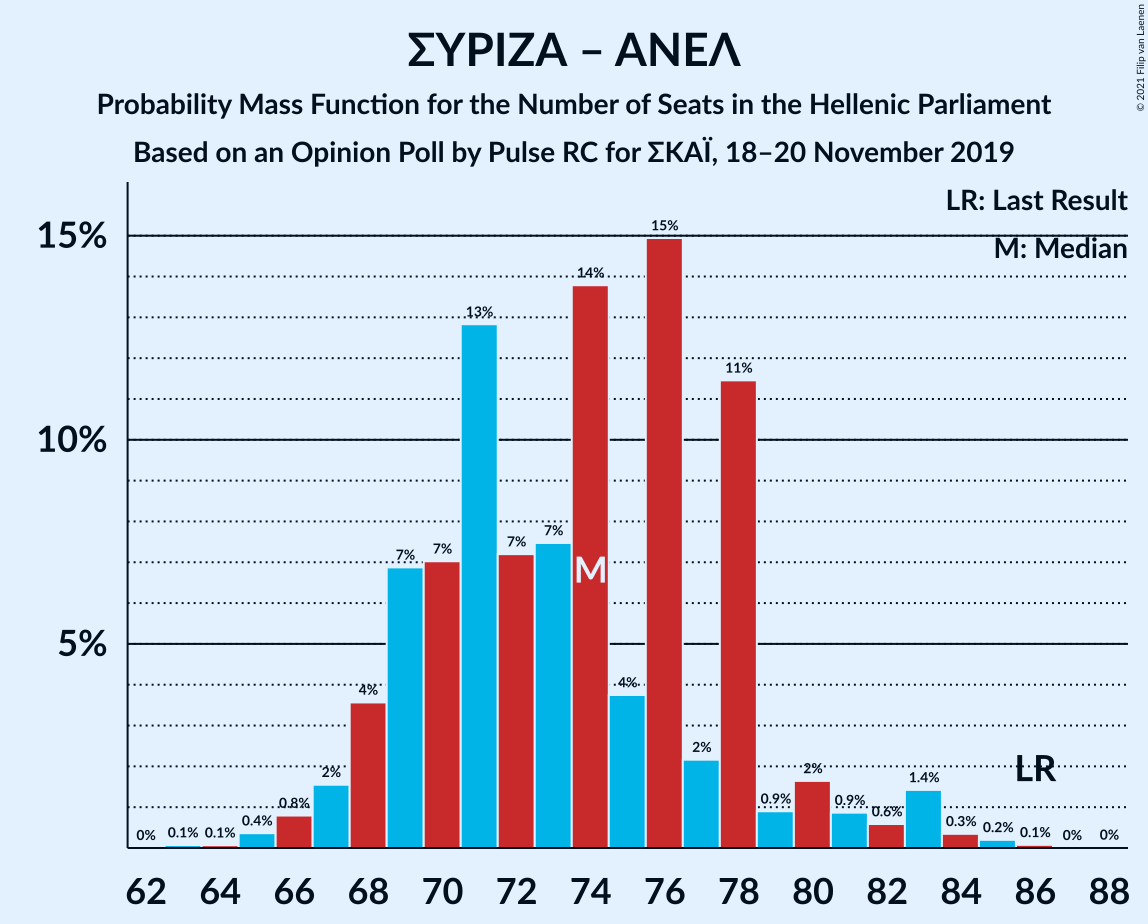 ΣΥΡΙΖΑ – ΑΝΕΛ
Probability Mass Function for the Number of Seats in the Hellenic Parliament
Based on an Opinion Poll by Pulse RC for ΣΚΑΪ, 18–20 November 2019
© 2021 Filip van Laenen
LR: Last Result
M: Median
15%
10%
5%
0% 0.1% 0.1% 0.4% 0.8% 2% 4% 7% 7% 13% 7% 7% 14% 4% 15% 2% 11% 0.9% 2% 0.9% 0.6% 1.4% 0.3% 0.2% 0.1% 0% 0%
M
LR
62 64 66 68 70 72 74 76 78 80 82 84 86 88